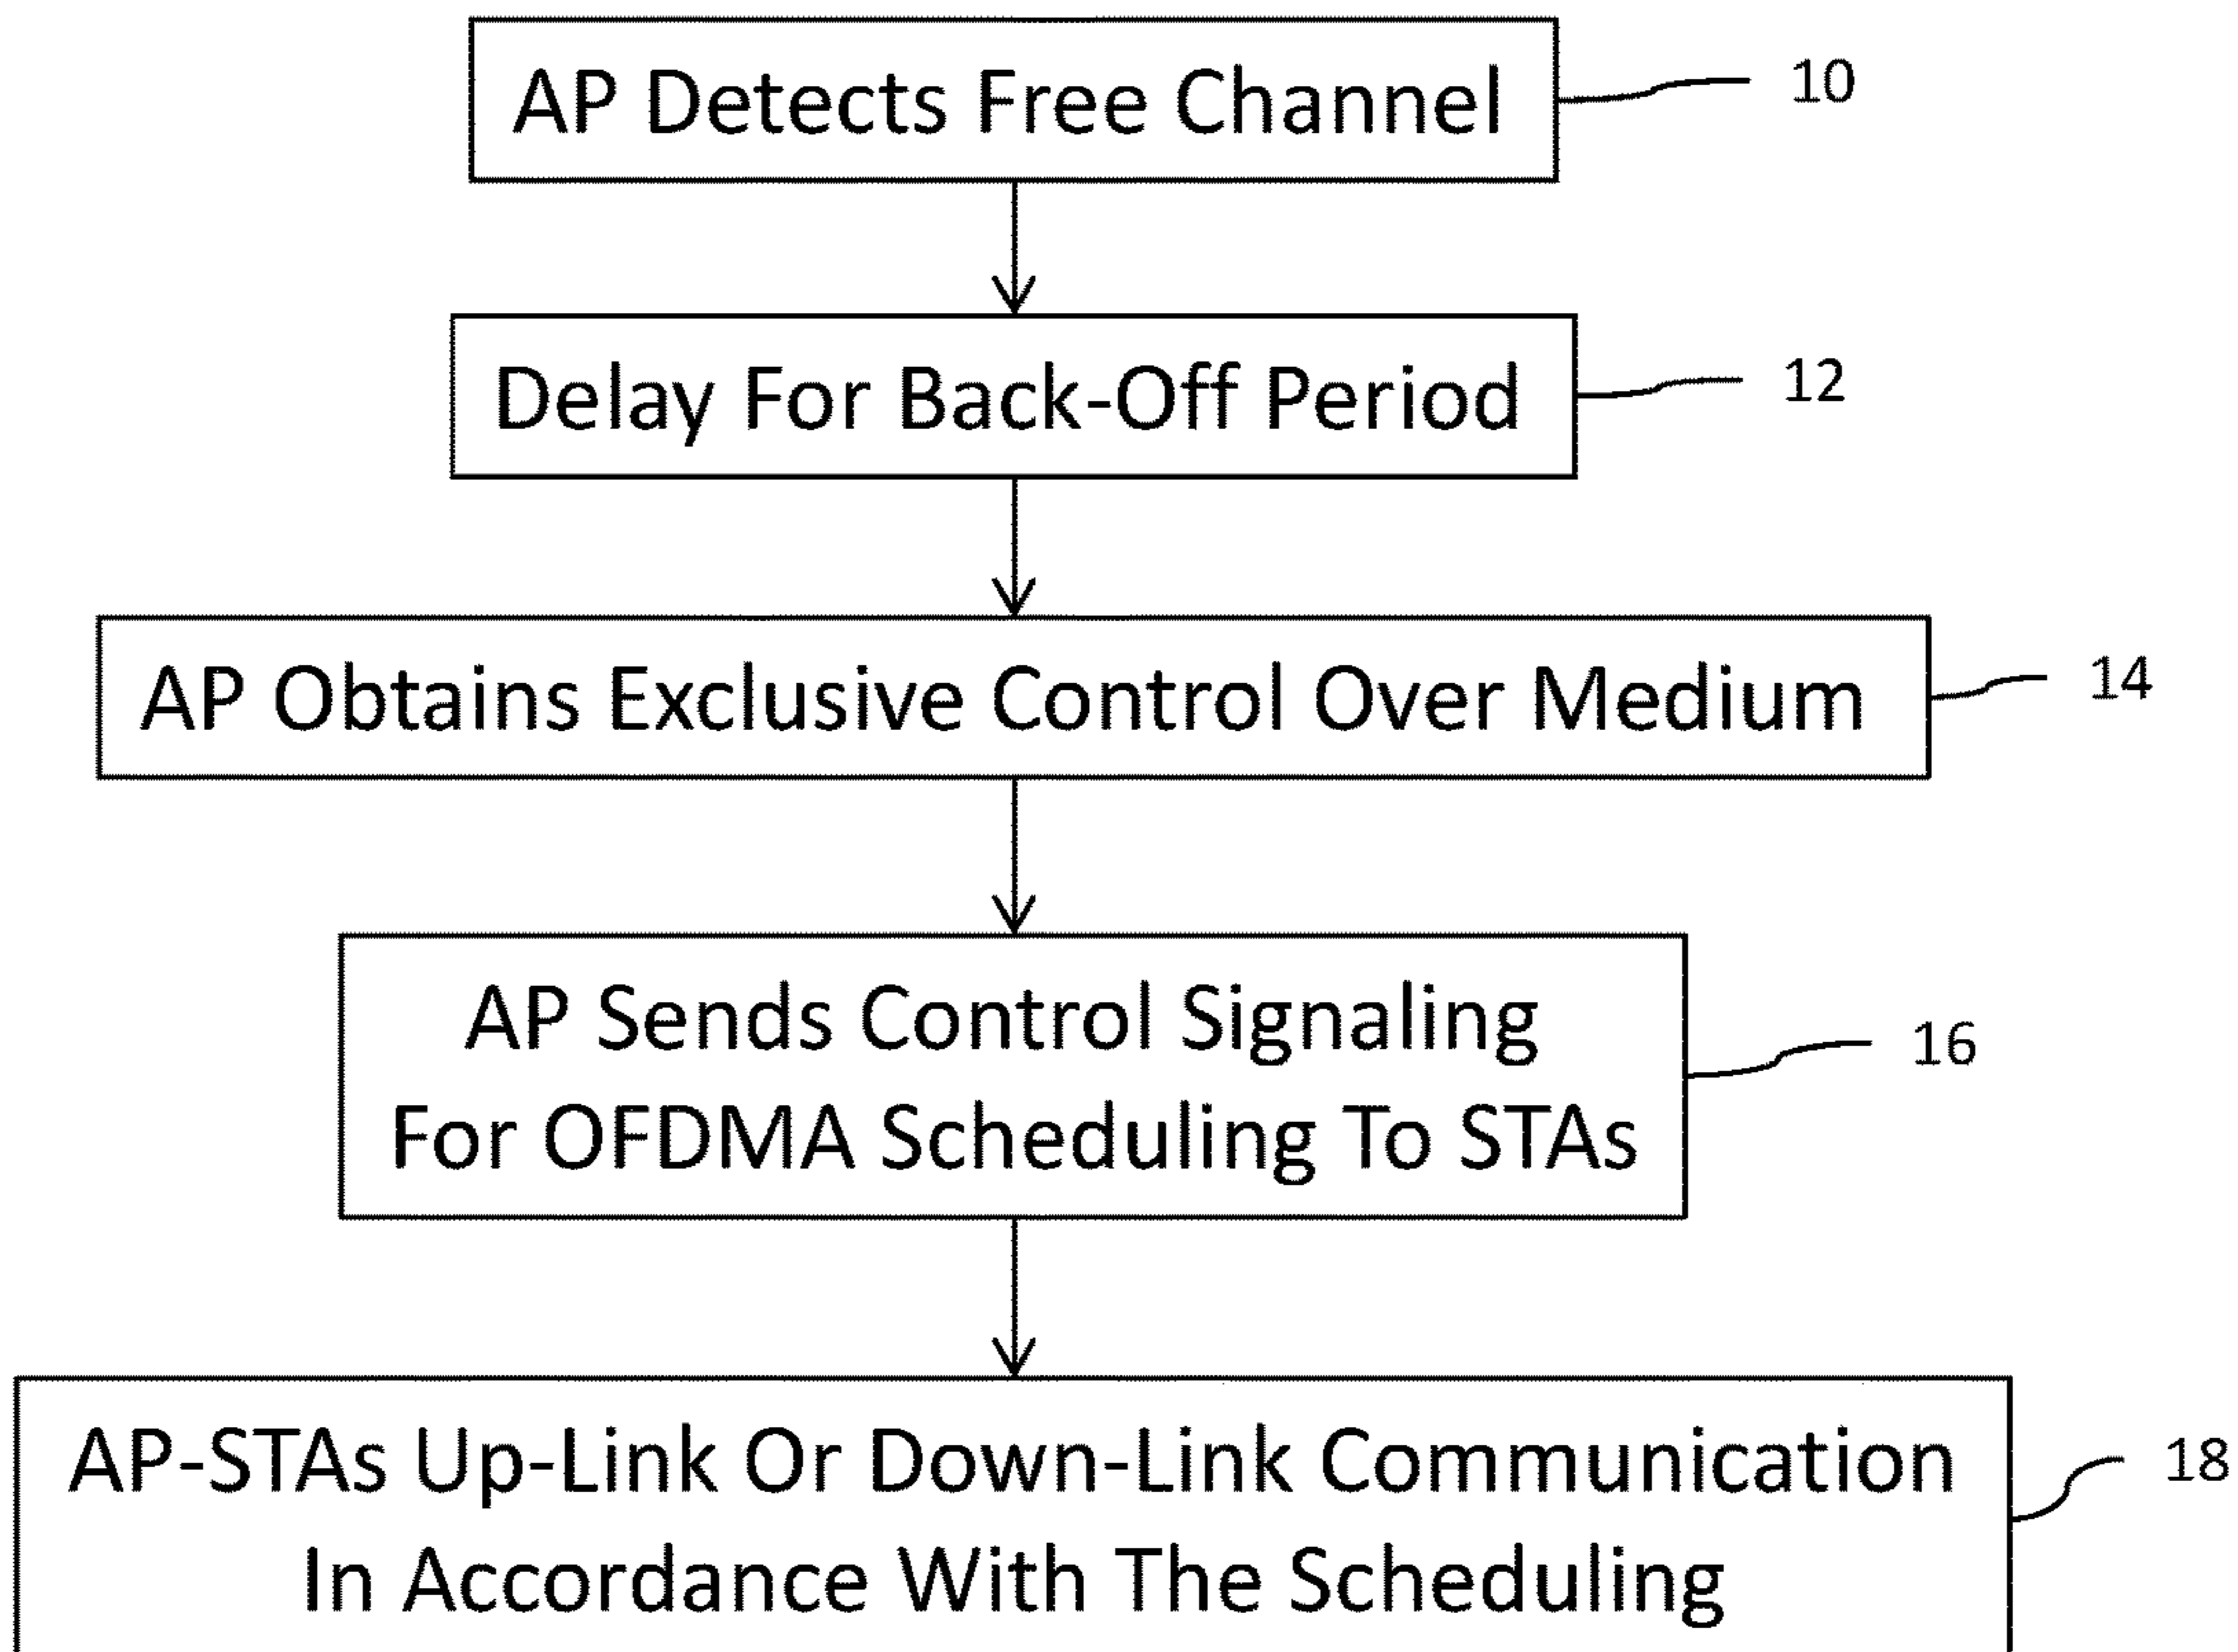 AP Detects Free Channel
10
Delay For Back-Off Period
12
AP Obtains Exclusive Control Over Medium
14
AP Sends Control Signaling
For OFDMA Scheduling To STAs
16
AP-STAs Up-Link Or Down-Link Communication
In Accordance With The Scheduling
18